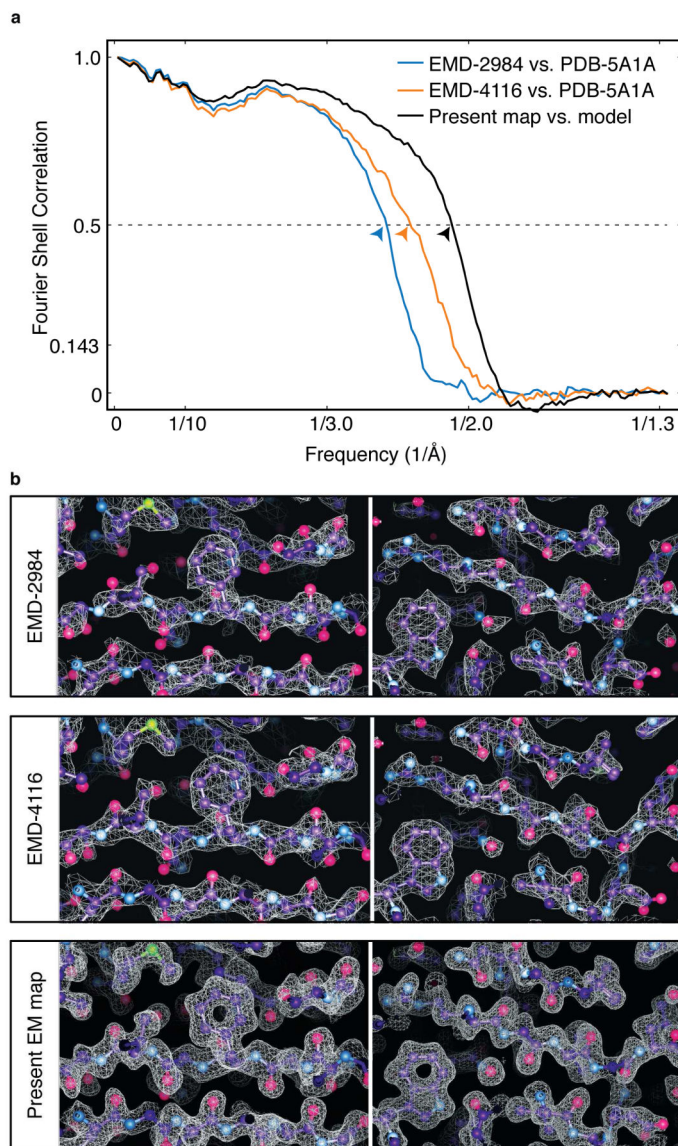 a
1.0
EMD-2984 vs. PDB-5A1A
EMD-4116 vs. PDB-5A1A
Present map vs. model
Fourier Shell Correlation
0.5
0.143
0
0
1/10
1/3.0
1/2.0
1/1.3
Frequency (1/Å)
b
EMD-2984
EMD-4116
Present EM map